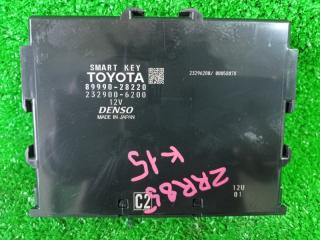 SMART KEY
TOYOTA
89990-28220
232900-6200
12V
DENSO
MADE IN JAPAN
ZRR85
K-15
C2
12U
01